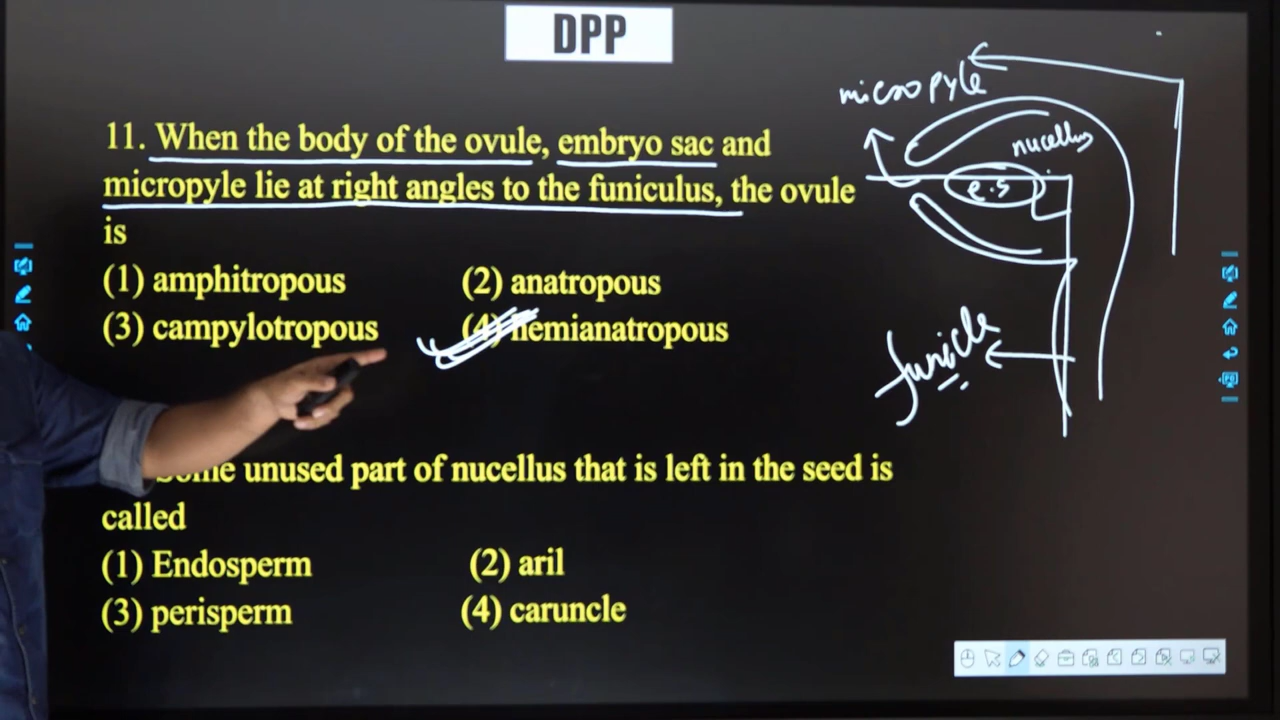 DPP
11. When the body of the ovule, embryo sac and
micropyle lie at right angles to the funiculus, the ovule
is
(1) amphitropous (2) anatropous
(3) campylotropous (4) hemianatropous
some unused part of nucellus that is left in the seed is
called
(1) Endosperm (2) aril
(3) perisperm (4) caruncle
micropyle
nucellus
e.s
funicle